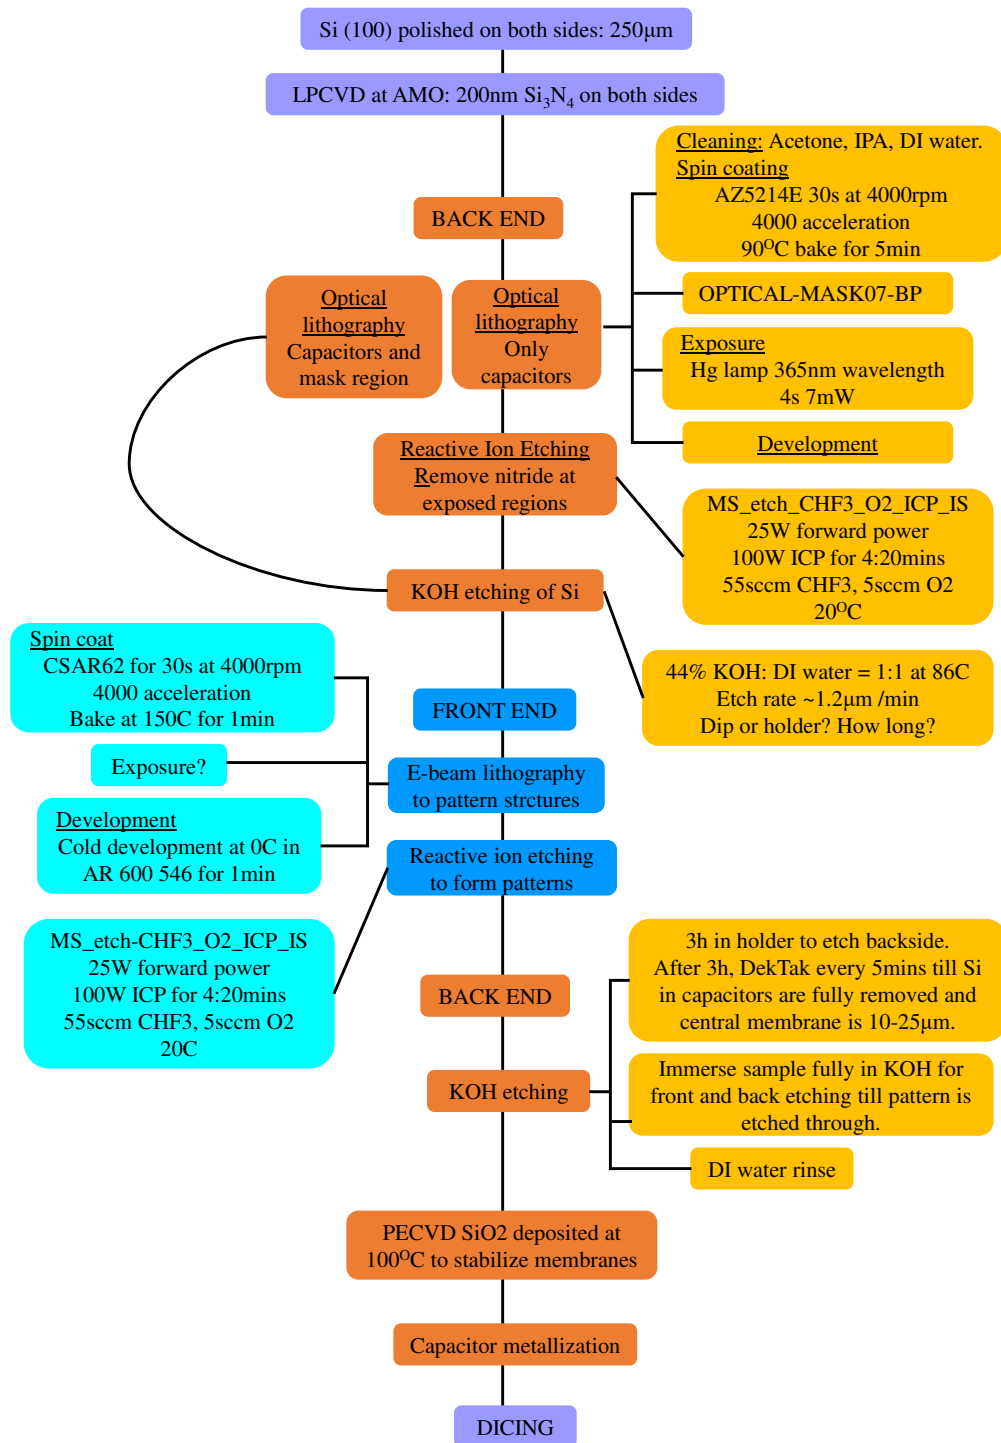 Si (100) polished on both sides: 250μm
LPCVD at AMO: 200nm Si₃N₄ on both sides
Cleaning: Acetone, IPA, DI water.
Spin coating
AZ5214E 30s at 4000rpm
4000 acceleration
90ᴼC bake for 5min
BACK END
Optical
lithography
Capacitors and
mask region
Optical
lithography
Only
capacitors
OPTICAL-MASK07-BP
Exposure
Hg lamp 365nm wavelength
4s 7mW
Development
Reactive Ion Etching
Remove nitride at
exposed regions
MS_etch_CHF3_O2_ICP_IS
25W forward power
100W ICP for 4:20mins
55sccm CHF3, 5sccm O2
20ᴼC
KOH etching of Si
44% KOH: DI water = 1:1 at 86C
Etch rate ~1.2μm /min
Dip or holder? How long?
Spin coat
CSAR62 for 30s at 4000rpm
4000 acceleration
Bake at 150C for 1min
FRONT END
Exposure?
E-beam lithography
to pattern strctures
Development
Cold development at 0C in
AR 600 546 for 1min
Reactive ion etching
to form patterns
MS_etch-CHF3_O2_ICP_IS
25W forward power
100W ICP for 4:20mins
55sccm CHF3, 5sccm O2
20C
BACK END
3h in holder to etch backside.
After 3h, DekTak every 5mins till Si
in capacitors are fully removed and
central membrane is 10-25μm.
KOH etching
Immerse sample fully in KOH for
front and back etching till pattern is
etched through.
DI water rinse
PECVD SiO2 deposited at
100ᴼC to stabilize membranes
Capacitor metallization
DICING